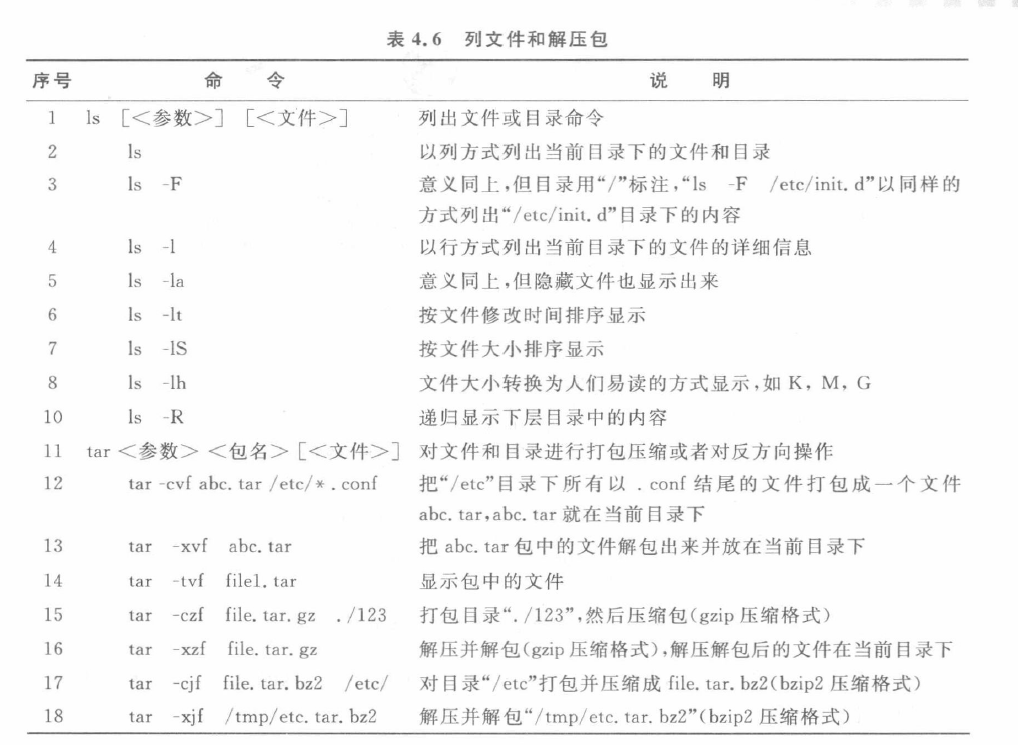 表 4.6 列文件和解压包
序号 命 令 说 明
1 ls [<参数>] [<文件>] 列出文件或目录命令
2 ls 以列方式列出当前目录下的文件和目录
3 ls -F 意义同上,但目录用“/”标注,“ls -F /etc/init. d”以同样的
方式列出“/etc/init. d”目录下的内容
4 ls -l 以行方式列出当前目录下的文件的详细信息
5 ls -la 意义同上,但隐藏文件也显示出来
6 ls -lt 按文件修改时间排序显示
7 ls -lS 按文件大小排序显示
8 ls -lh 文件大小转换为人们易读的方式显示,如 K, M, G
10 ls -R 递归显示下层目录中的内容
11 tar <参数> <包名> [<文件>] 对文件和目录进行打包压缩或者对反方向操作
12 tar -cvf abc. tar /etc/* . conf 把“/etc”目录下所有以 . conf 结尾的文件打包成一个文件
abc. tar,abc. tar 就在当前目录下
13 tar -xvf abc. tar 把 abc. tar 包中的文件解包出来并放在当前目录下
14 tar -tvf file1. tar 显示包中的文件
15 tar -czf file. tar. gz ./123 打包目录“./123”,然后压缩包(gzip 压缩格式)
16 tar -xzf file. tar. gz 解压并解包(gzip 压缩格式),解压解包后的文件在当前目录下
17 tar -cjf file. tar. bz2 /etc/ 对目录“/etc”打包并压缩成 file. tar. bz2(bzip2 压缩格式)
18 tar -xjf /tmp/etc. tar. bz2 解压并解包“/tmp/etc. tar. bz2”(bzip2 压缩格式)